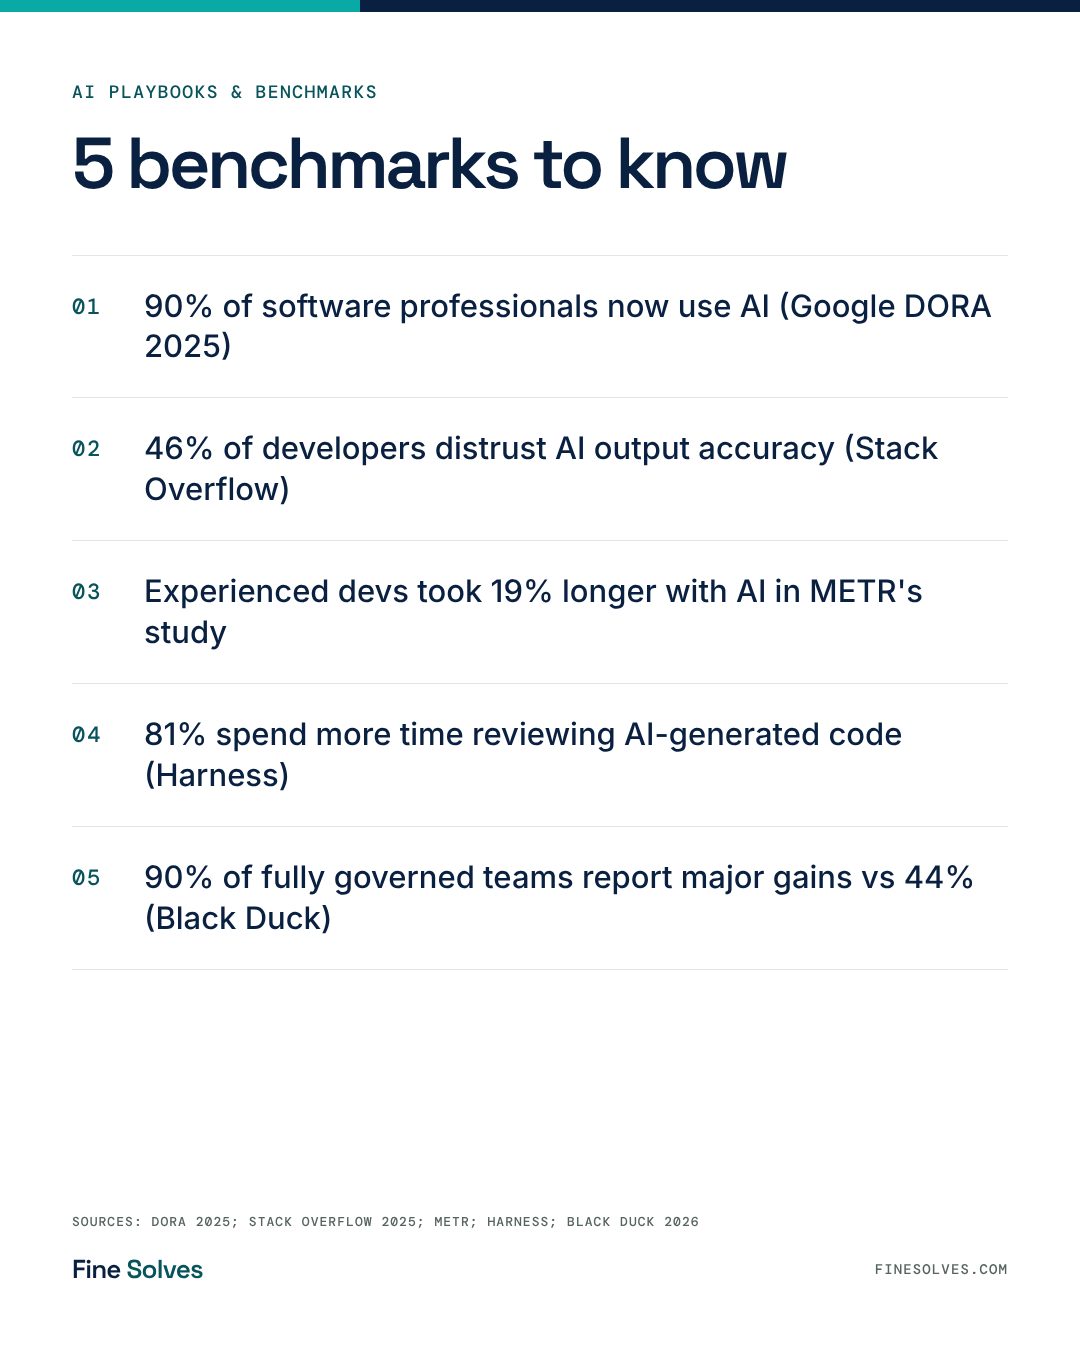 AI PLAYBOOKS & BENCHMARKS
5 benchmarks to know
01 90% of software professionals now use AI (Google DORA
2025)
02 46% of developers distrust AI output accuracy (Stack
Overflow)
03 Experienced devs took 19% longer with AI in METR's
study
04 81% spend more time reviewing AI-generated code
(Harness)
05 90% of fully governed teams report major gains vs 44%
(Black Duck)
SOURCES: DORA 2025; STACK OVERFLOW 2025; METR; HARNESS; BLACK DUCK 2026
Fine Solves
FINESOLVES.COM